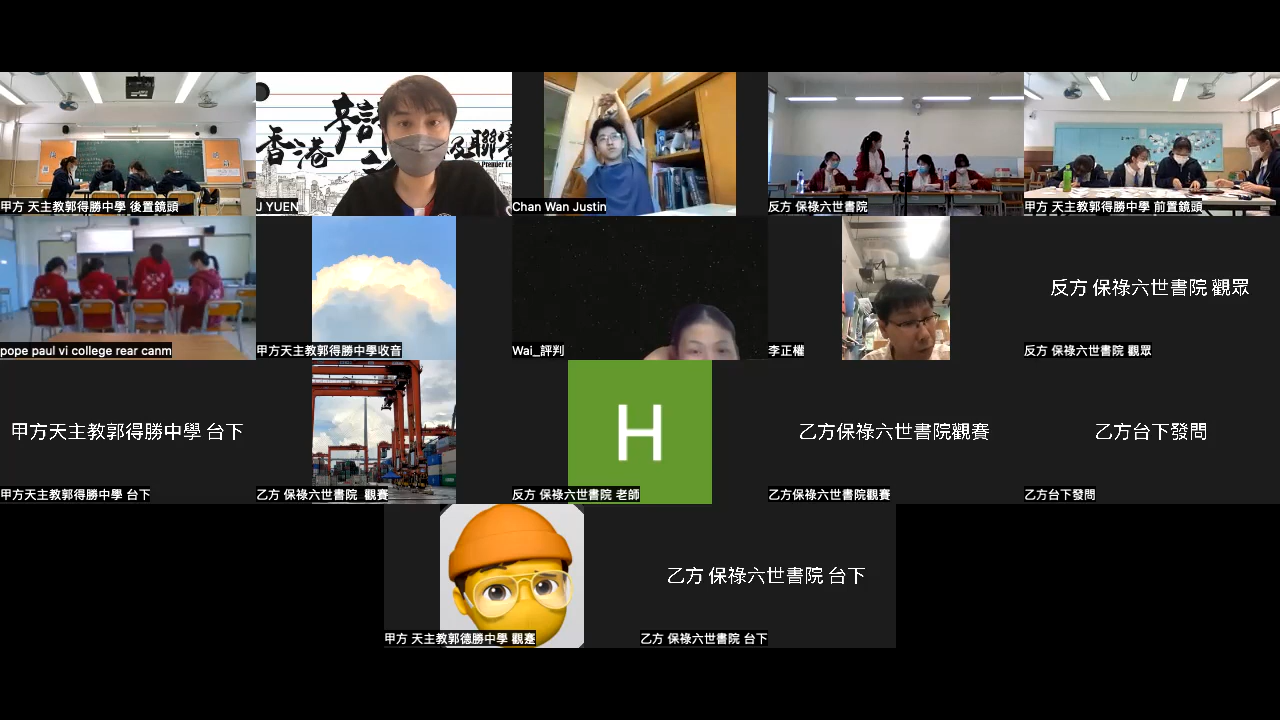 甲方 天主教郭得勝中學 後置鏡頭
香港
辯
及聯賽
Premier Le
J YUEN
Chan Wan Justin
反方 保祿六世書院
甲方 天主教郭得勝中學 前置鏡頭
pope paul vi college rear canm
甲方天主教郭得勝中學收音
Wai_評判
李正權
反方 保祿六世書院 觀眾
反方 保祿六世書院 觀眾
甲方天主教郭得勝中學 台下
甲方天主教郭得勝中學 台下
乙方 保祿六世書院 觀賽
H
反方 保祿六世書院 老師
乙方保祿六世書院觀賽
乙方保祿六世書院觀賽
乙方台下發問
乙方台下發問
甲方 天主教郭德勝中學 觀蹇
乙方 保祿六世書院 台下
乙方 保祿六世書院 台下